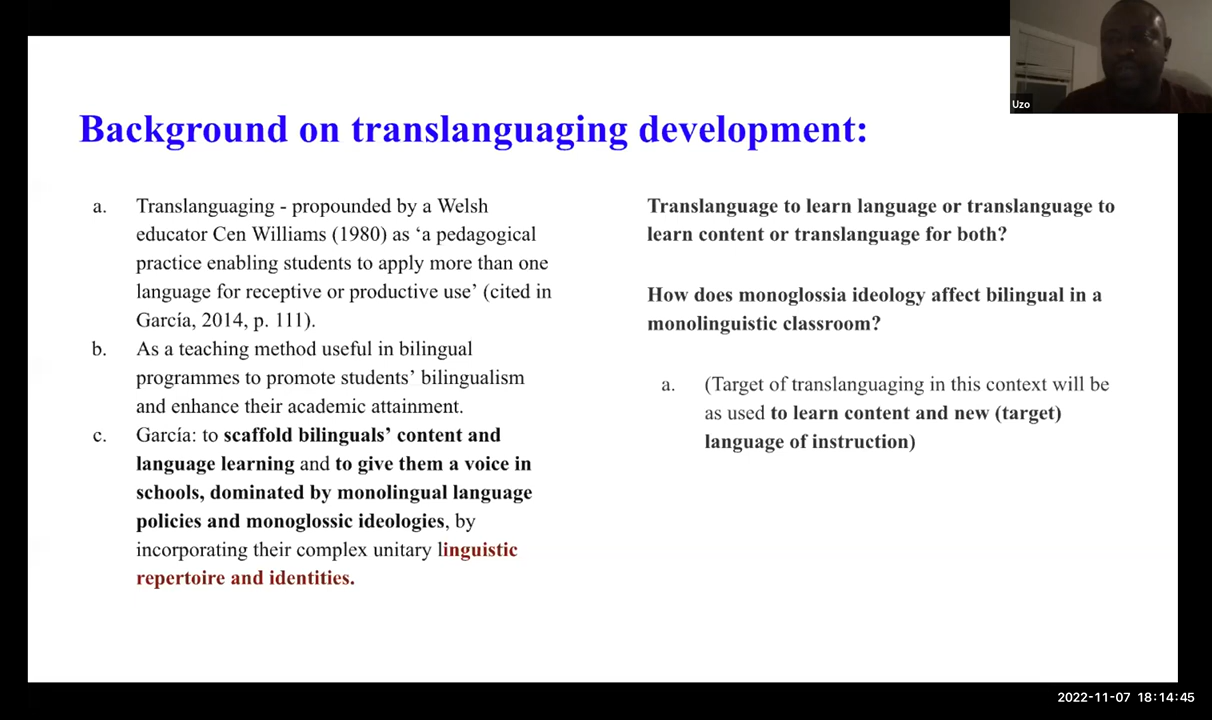 Uzo
Background on translanguaging development:
a. Translanguaging - propounded by a Welsh
educator Cen Williams (1980) as ‘a pedagogical
practice enabling students to apply more than one
language for receptive or productive use’ (cited in
García, 2014, p. 111).
b. As a teaching method useful in bilingual
programmes to promote students’ bilingualism
and enhance their academic attainment.
c. García: to scaffold bilinguals’ content and
language learning and to give them a voice in
schools, dominated by monolingual language
policies and monoglossic ideologies, by
incorporating their complex unitary linguistic
repertoire and identities.
Translanguage to learn language or translanguage to
learn content or translanguage for both?
How does monoglossia ideology affect bilingual in a
monolinguistic classroom?
a. (Target of translanguaging in this context will be
as used to learn content and new (target)
language of instruction)
2022-11-07 18:14:45